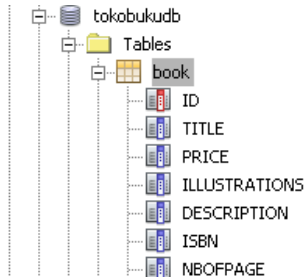 tokobukudb
Tables
book
ID
TITLE
PRICE
ILLUSTRATIONS
DESCRIPTION
ISBN
NBOFPAGE